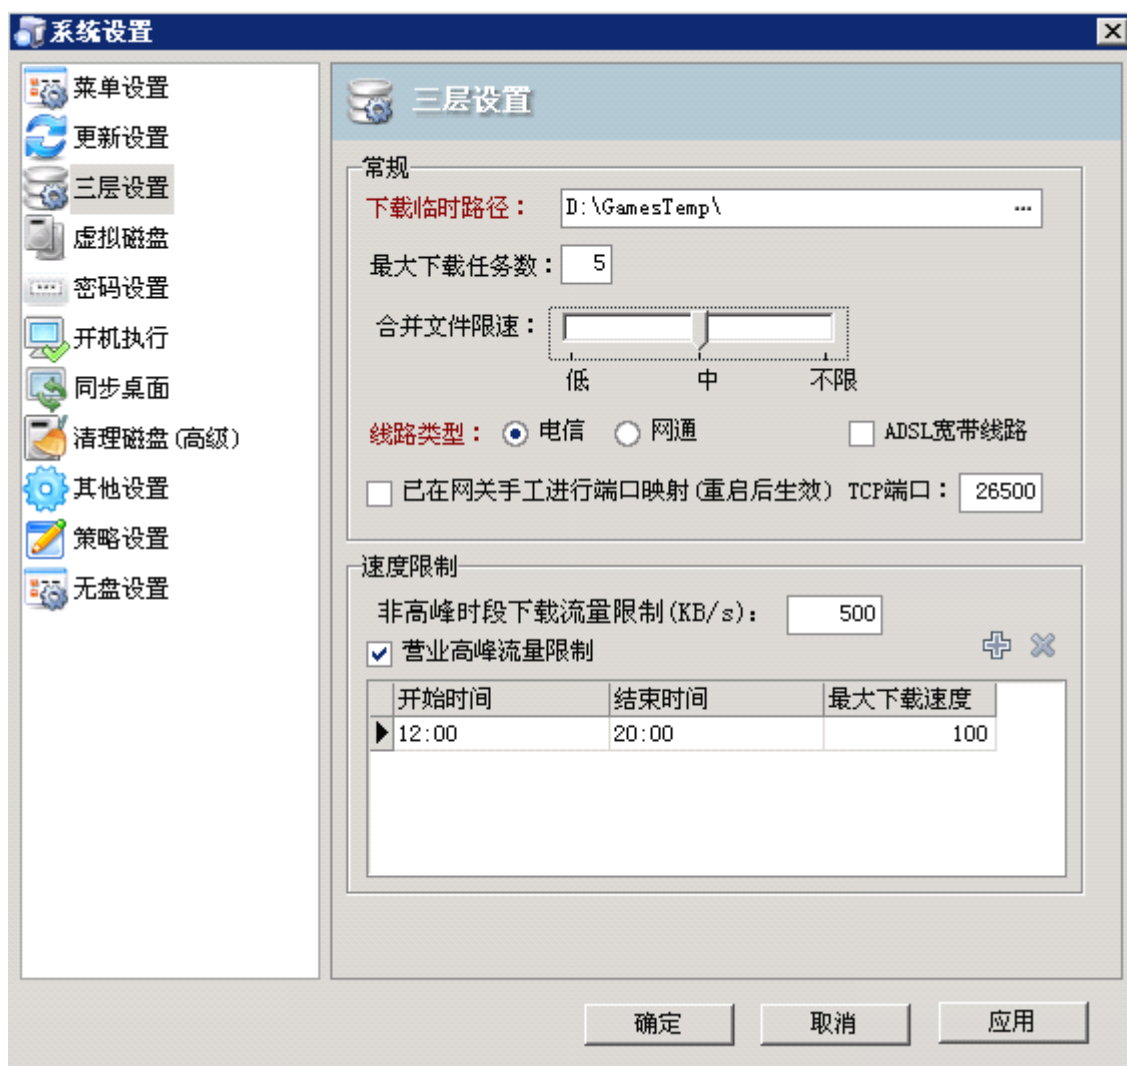 系统设置
菜单设置
更新设置
三层设置
虚拟磁盘
密码设置
开机执行
同步桌面
清理磁盘(高级)
其他设置
策略设置
无盘设置
三层设置
常规
下载临时路径： D:\GamesTemp\ ...
最大下载任务数： 5
合并文件限速：
低 中 不限
线路类型： 电信 网通 ADSL宽带线路
已在网关手工进行端口映射(重启后生效) TCP端口： 26500
速度限制
非高峰时段下载流量限制(KB/s)： 500
营业高峰流量限制
开始时间 结束时间 最大下载速度
12:00 20:00 100
确定 取消 应用